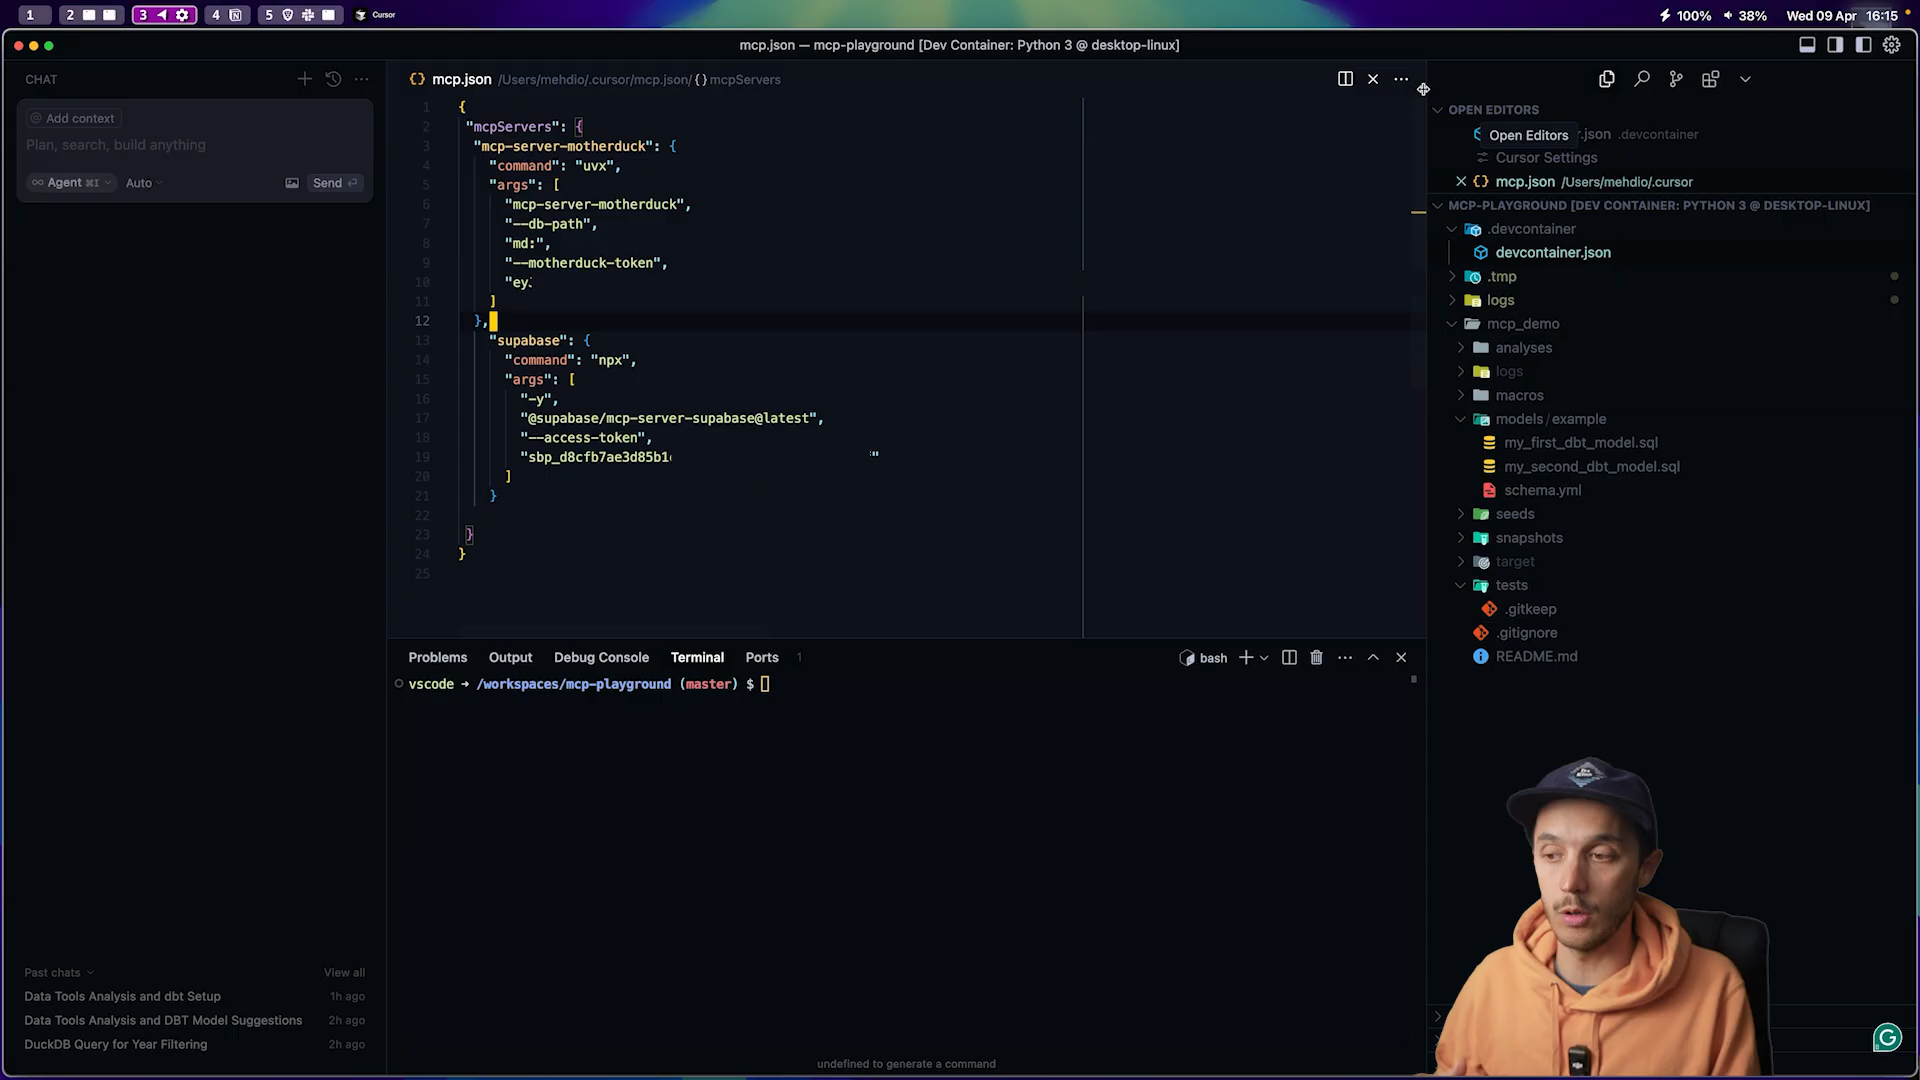 1 2 3 4 5 Cursor 100% 38% Wed 09 Apr 16:15
mcp.json — mcp-playground [Dev Container: Python 3 @ desktop-linux]
CHAT
@ Add context
Plan, search, build anything
Agent ⌘I Auto Send
Past chats View all
Data Tools Analysis and dbt Setup 1h ago
Data Tools Analysis and DBT Model Suggestions 2h ago
DuckDB Query for Year Filtering 2h ago
{} mcp.json /Users/mehdio/.cursor/mcp.json/ {} mcpServers
1 {
2 "mcpServers": {
3 "mcp-server-motherduck": {
4 "command": "uvx",
5 "args": [
6 "mcp-server-motherduck",
7 "--db-path",
8 "md:",
9 "--motherduck-token",
10 "ey
11 ]
12 },
13 "supabase": {
14 "command": "npx",
15 "args": [
16 "-y",
17 "@supabase/mcp-server-supabase@latest",
18 "--access-token",
19 "sbp_d8cfb7ae3d85b1 "
20 ]
21 }
22
23 }
24 }
25
Problems Output Debug Console Terminal Ports 1 bash
vscode → /workspaces/mcp-playground (master) $
undefined to generate a command
OPEN EDITORS
Open Editors .json .devcontainer
Cursor Settings
{} mcp.json /Users/mehdio/.cursor
MCP-PLAYGROUND [DEV CONTAINER: PYTHON 3 @ DESKTOP-LINUX]
.devcontainer
devcontainer.json
.tmp
logs
mcp_demo
analyses
logs
macros
models/example
my_first_dbt_model.sql
my_second_dbt_model.sql
schema.yml
seeds
snapshots
target
tests
.gitkeep
.gitignore
README.md